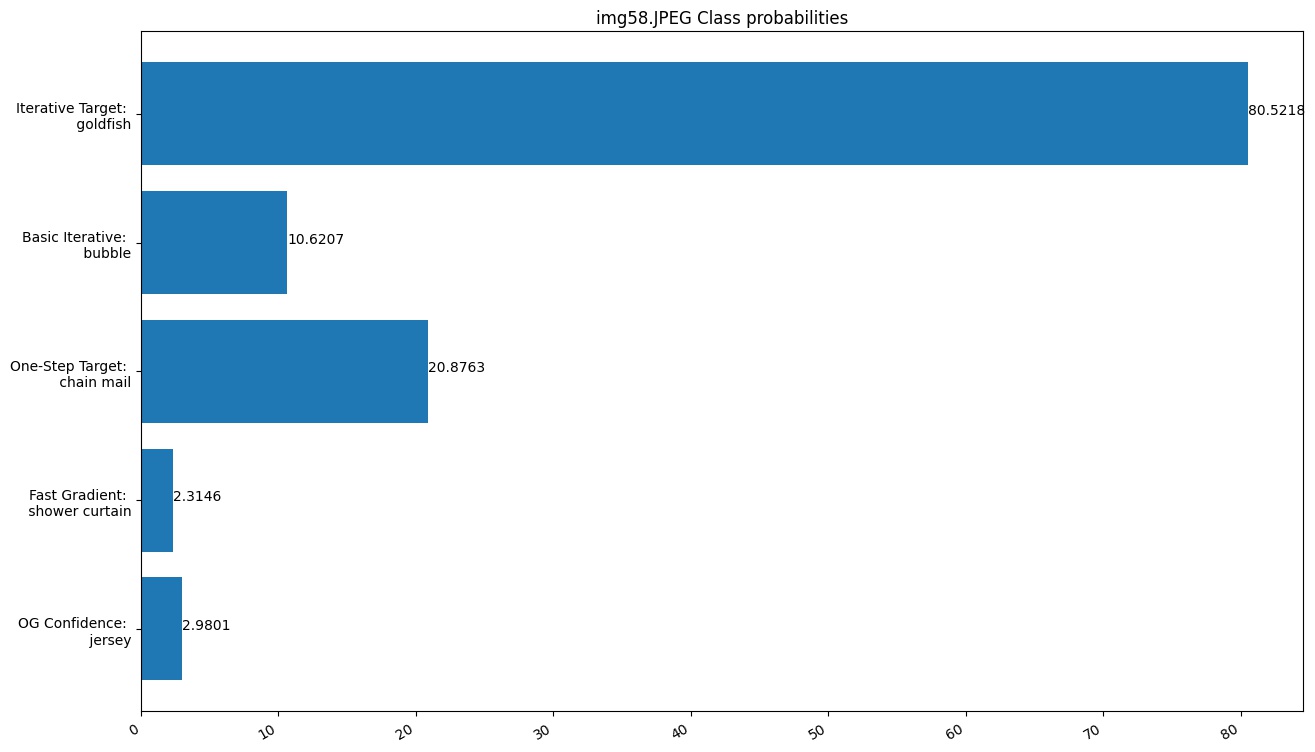 img58.JPEG Class probabilities
Iterative Target:
goldfish
80.5218
Basic Iterative:
bubble
10.6207
One-Step Target:
chain mail
20.8763
Fast Gradient:
shower curtain
2.3146
OG Confidence:
jersey
2.9801
0 10 20 30 40 50 60 70 80